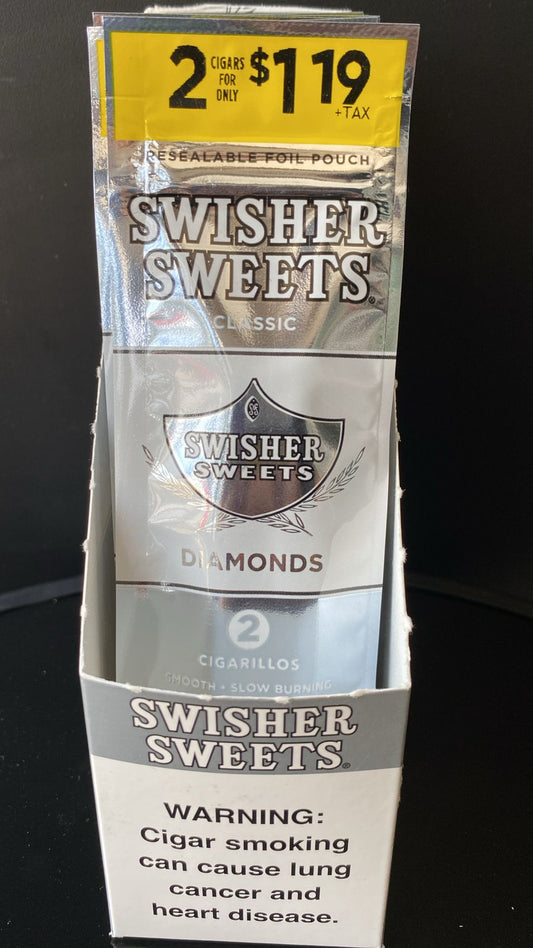 2 CIGARS FOR ONLY $1 19
+TAX
RESEALABLE FOIL POUCH
SWISHER
SWEETS®
CLASSIC
SWISHER
SWEETS
DIAMONDS
2
CIGARILLOS
SMOOTH • SLOW BURNING
SWISHER
SWEETS®
WARNING:
Cigar smoking
can cause lung
cancer and
heart disease.